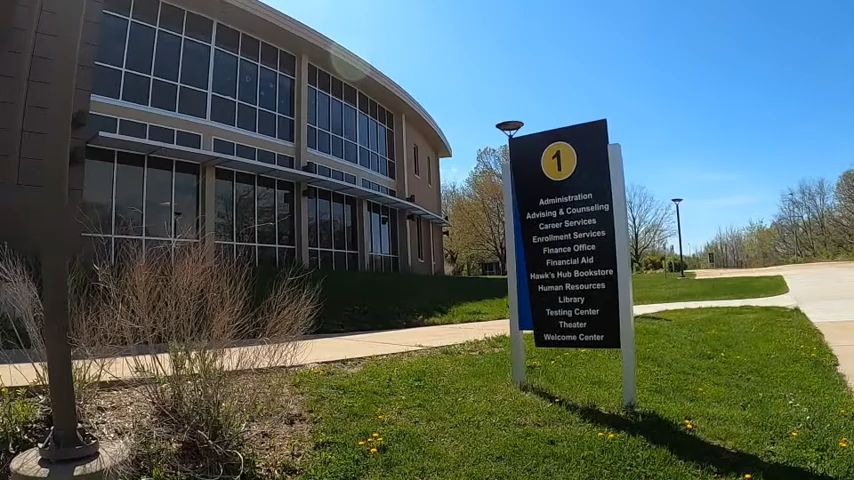 1
Administration
Advising & Counseling
Career Services
Enrollment Services
Finance Office
Financial Aid
Hawk's Hub Bookstore
Human Resources
Library
Testing Center
Theater
Welcome Center